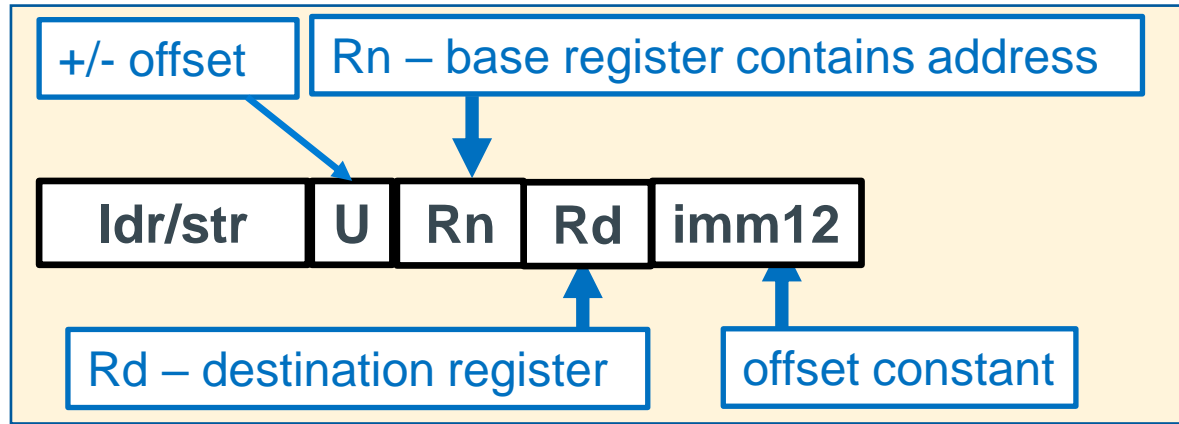 +/- offset
Rn – base register contains address
ldr/str U Rn Rd imm12
Rd – destination register
offset constant